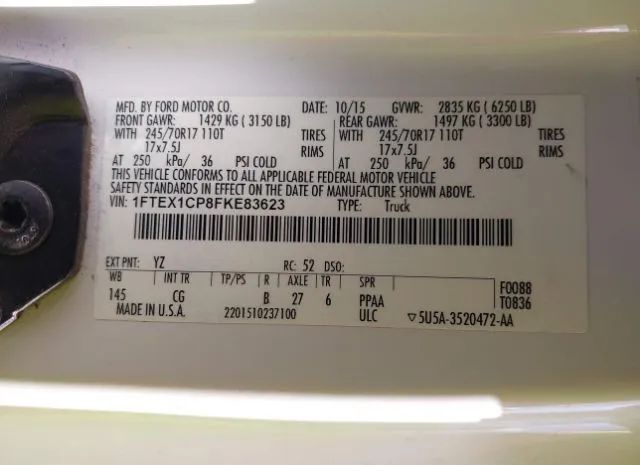 MFD. BY FORD MOTOR CO. DATE: 10/15 GVWR: 2835 KG ( 6250 LB)
FRONT GAWR: 1429 KG ( 3150 LB) REAR GAWR: 1497 KG ( 3300 LB)
WITH 245/70R17 110T TIRES WITH 245/70R17 110T TIRES
17x7.5J RIMS 17x7.5J RIMS
AT 250 kPa/ 36 PSI COLD AT 250 kPa/ 36 PSI COLD
THIS VEHICLE CONFORMS TO ALL APPLICABLE FEDERAL MOTOR VEHICLE
SAFETY STANDARDS IN EFFECT ON THE DATE OF MANUFACTURE SHOWN ABOVE.
VIN: 1FTEX1CP8FKE83623 TYPE: Truck
EXT PNT: YZ RC: 52 DSO:
WB INT TR TP/PS R AXLE TR SPR F0088
145 CG B 27 6 PPAA T0836
MADE IN U.S.A. 2201510237100 ULC ▽5U5A-3520472-AA